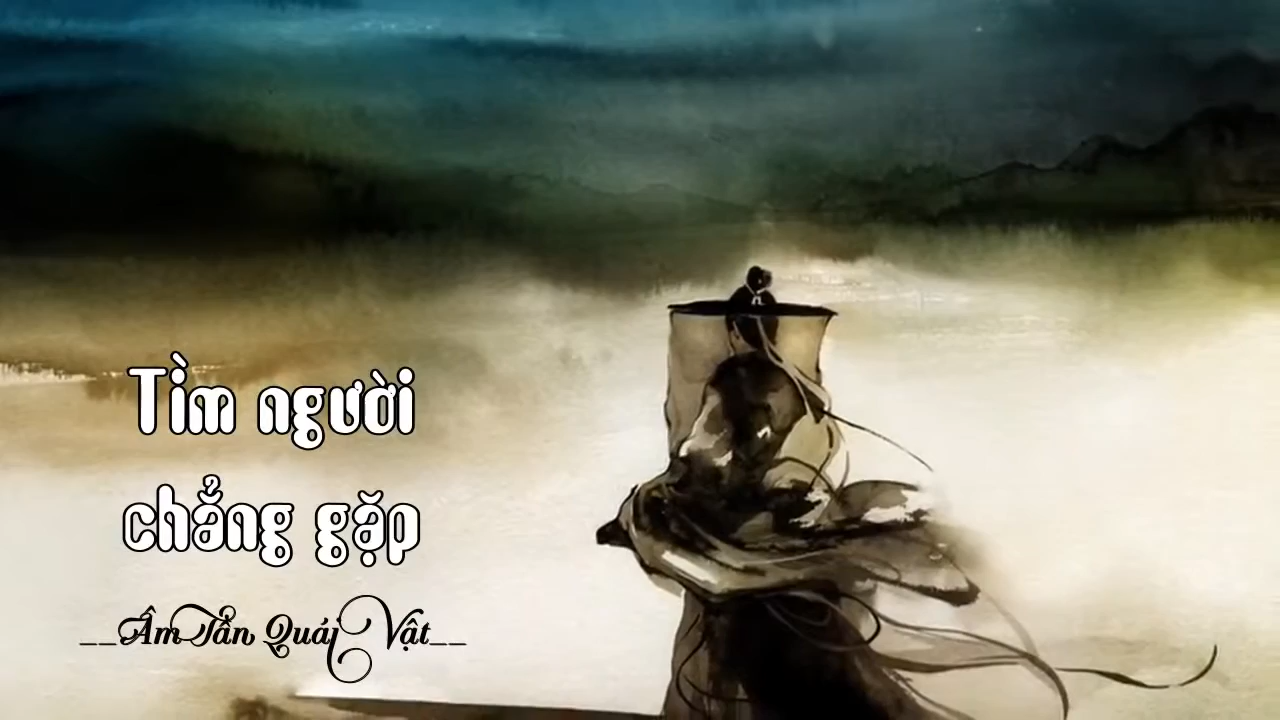 Tìm người
chẳng gặp
__Âm Tần Quái Vật__